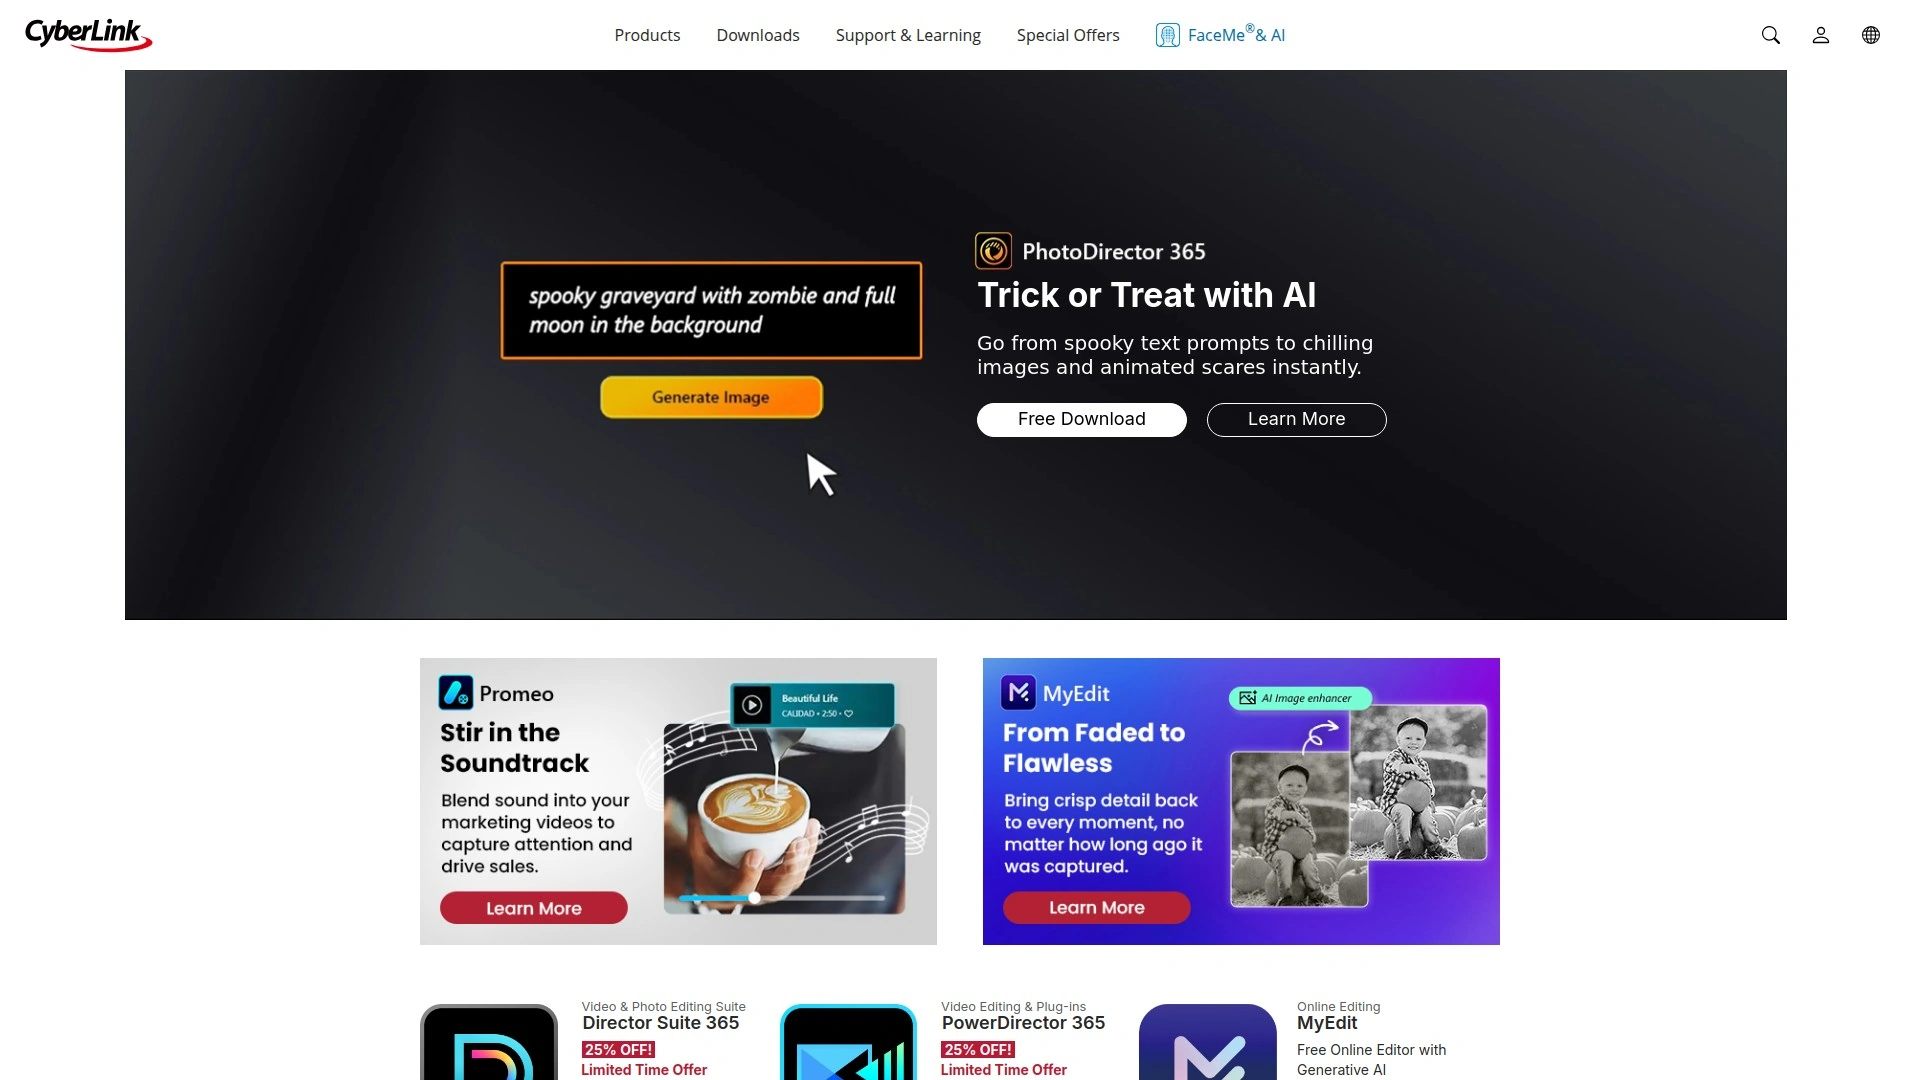 CyberLink
Products
Downloads
Support & Learning
Special Offers
FaceMe®& AI
spooky graveyard with zombie and full
moon in the background
Generate Image
PhotoDirector 365
Trick or Treat with AI
Go from spooky text prompts to chilling
images and animated scares instantly.
Free Download
Learn More
Promeo
Stir in the
Soundtrack
Blend sound into your
marketing videos to
capture attention and
drive sales.
Learn More
Beautiful Life
CALIDAD • 2:50 •
MyEdit
From Faded to
Flawless
Bring crisp detail back
to every moment, no
matter how long ago it
was captured.
Learn More
AI Image enhancer
Video & Photo Editing Suite
Director Suite 365
25% OFF!
Limited Time Offer
Video Editing & Plug-ins
PowerDirector 365
25% OFF!
Limited Time Offer
Online Editing
MyEdit
Free Online Editor with
Generative AI